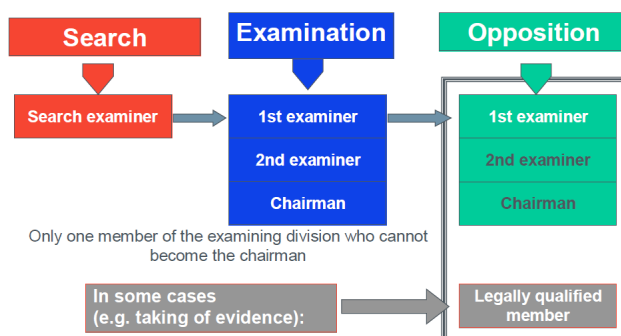 Search
Examination
Opposition
Search examiner
1st examiner
2nd examiner
Chairman
1st examiner
2nd examiner
Chairman
Only one member of the examining division who cannot
become the chairman
In some cases
(e.g. taking of evidence):
Legally qualified
member